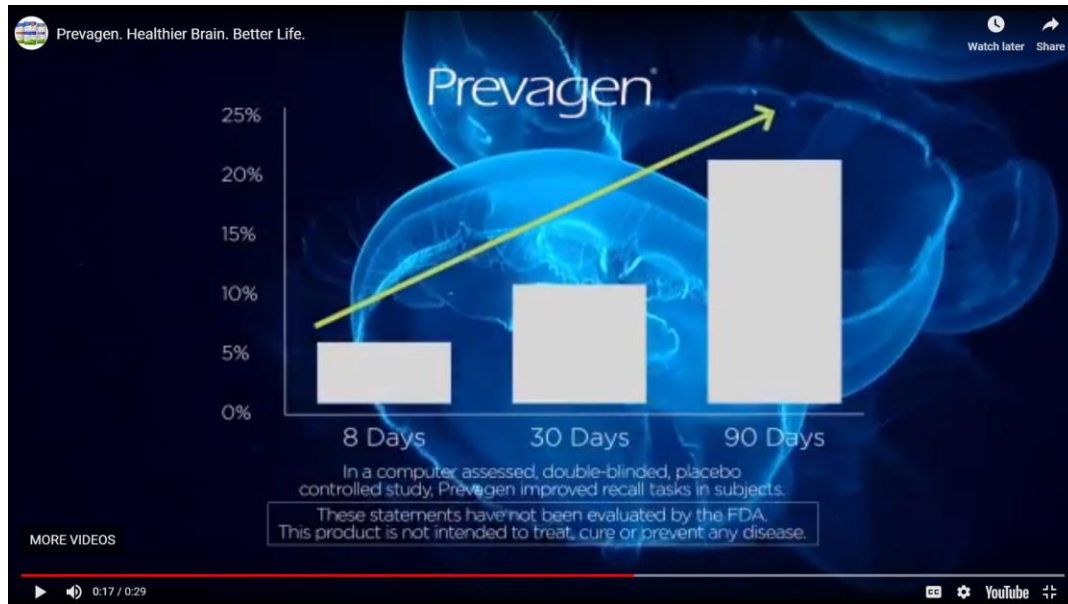 Prevagen. Healthier Brain. Better Life.
Watch later
Share
Prevagen®
25%
20%
15%
10%
5%
0%
8 Days
30 Days
90 Days
In a computer assessed, double-blinded, placebo
controlled study, Prevagen improved recall tasks in subjects.
These statements have not been evaluated by the FDA.
This product is not intended to treat, cure or prevent any disease.
MORE VIDEOS
0:17 / 0:29
CC
YouTube